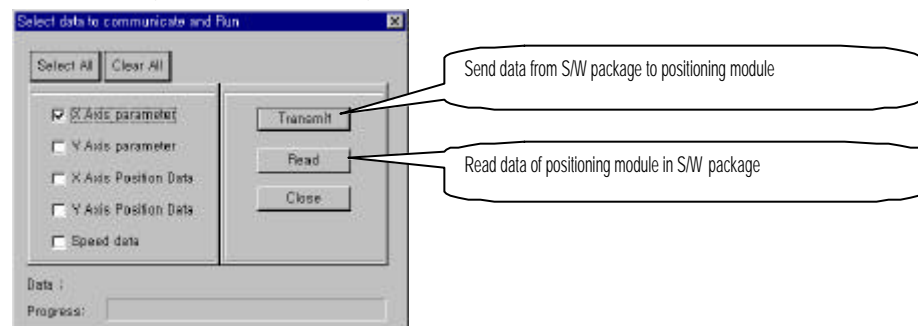 Select data to communicate and Run
Select All Clear All
X Axis parameter
Y Axis parameter
X Axis Position Data
Y Axis Position Data
Speed data
Transmit
Read
Close
Data :
Progress:
Send data from S/W package to positioning module
Read data of positioning module in S/W package